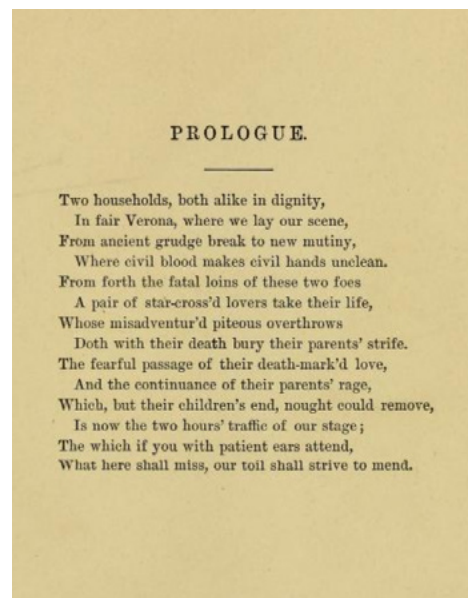 PROLOGUE.
Two households, both alike in dignity,
In fair Verona, where we lay our scene,
From ancient grudge break to new mutiny,
Where civil blood makes civil hands unclean.
From forth the fatal loins of these two foes
A pair of star-cross'd lovers take their life,
Whose misadventur'd piteous overthrows
Doth with their death bury their parents' strife.
The fearful passage of their death-mark'd love,
And the continuance of their parents' rage,
Which, but their children's end, nought could remove,
Is now the two hours' traffic of our stage;
The which if you with patient ears attend,
What here shall miss, our toil shall strive to mend.